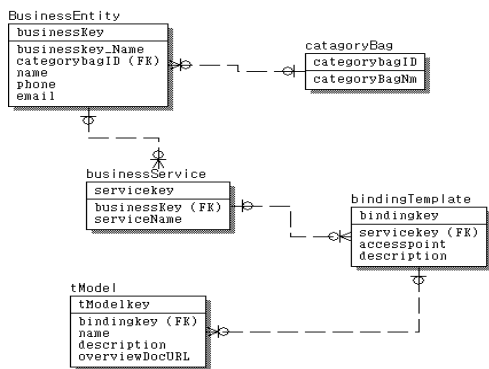 BusinessEntity
businessKey
businesskey_Name
categorybagID (FK)
name
phone
email
catagoryBag
categorybagID
categoryBagNm
businessService
servicekey
businessKey (FK)
serviceName
bindingTemplate
bindingkey
servicekey (FK)
accesspoint
description
tModel
tModelkey
bindingkey (FK)
name
description
overviewDocURL